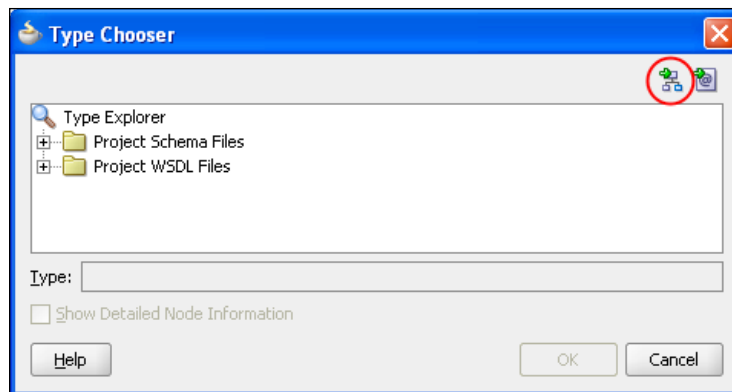 Type Chooser
Type Explorer
Project Schema Files
Project WSDL Files
Type:
Show Detailed Node Information
Help
OK
Cancel